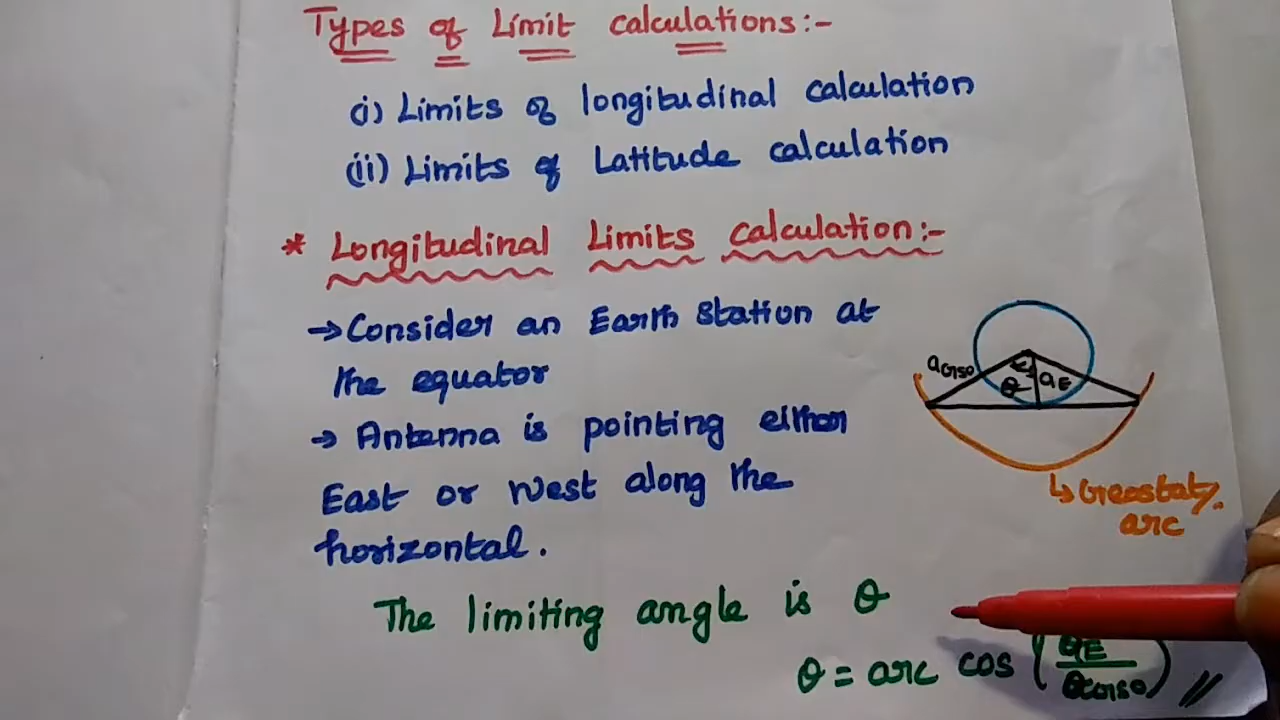 Types of Limit calculations:-
(i) Limits of longitudinal calculation
(ii) Limits of Latitude calculation
* Longitudinal Limits calculation:-
→ Consider an Earth station at
the equator
→ Antenna is pointing either
East or West along the
horizontal.
aGSO
θ
aE
↳ Geostaty.
arc
The limiting angle is θ
θ = arc cos (aE/aGSO) //